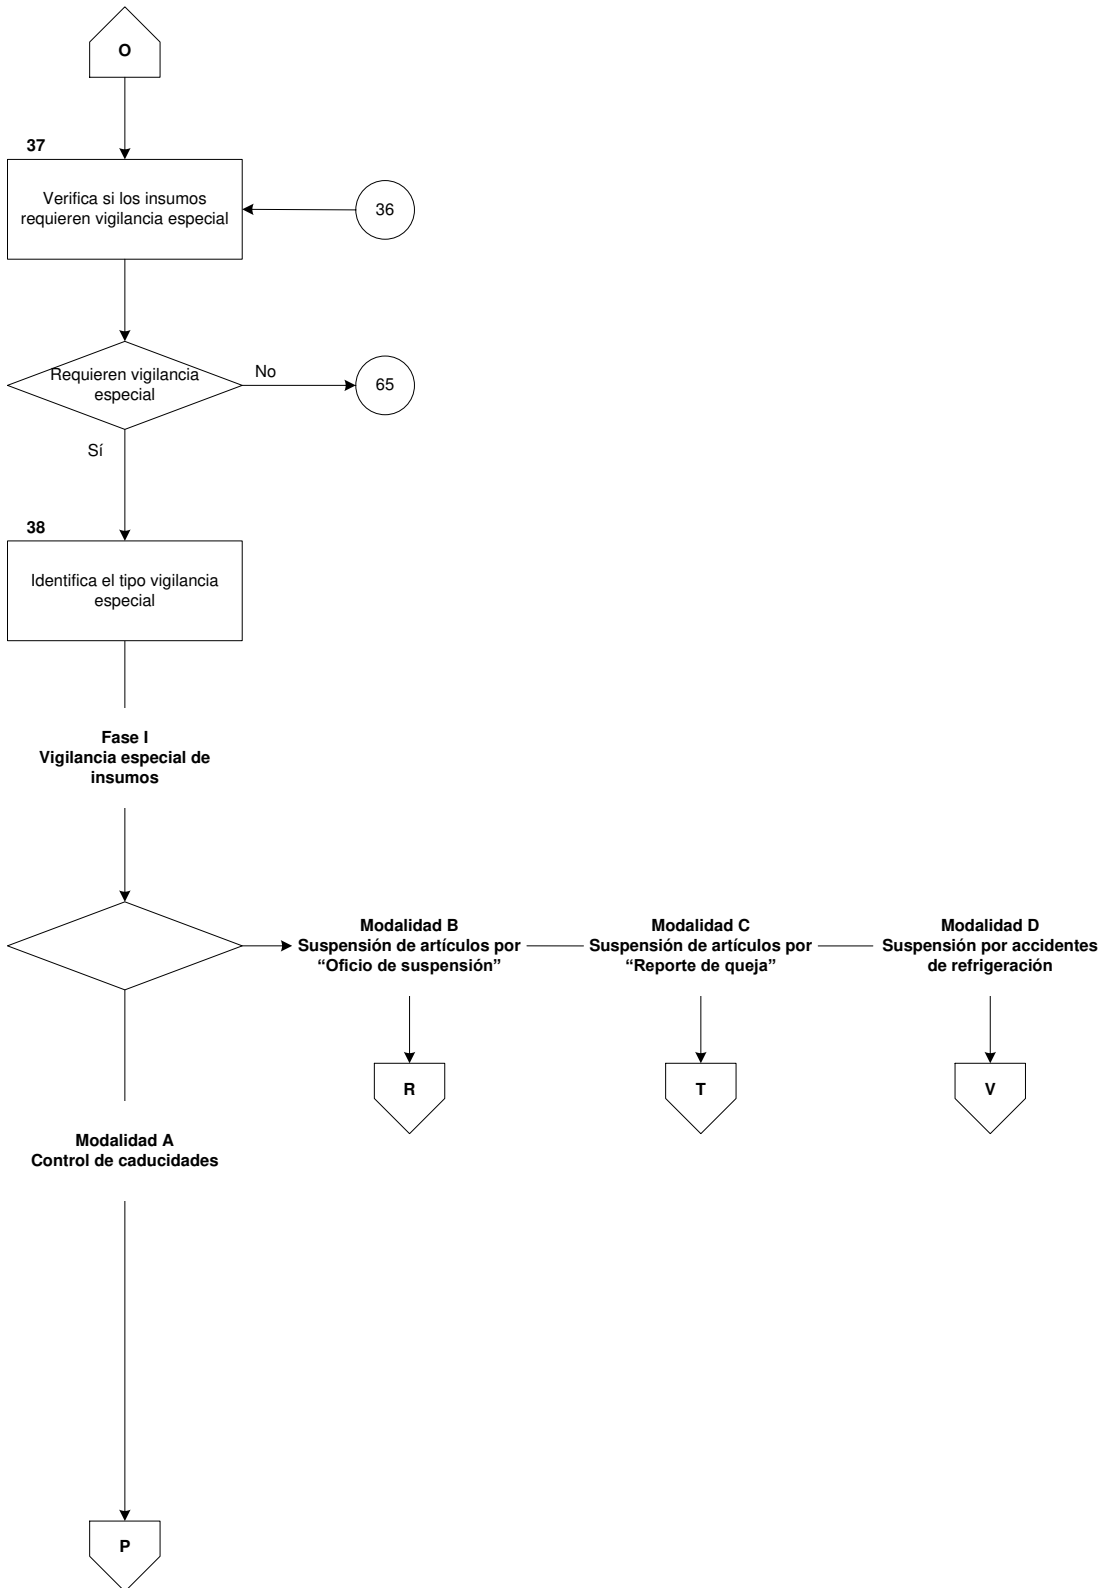 O
37
Verifica si los insumos
requieren vigilancia especial
36
Requieren vigilancia
especial
No
65
Sí
38
Identifica el tipo vigilancia
especial
Fase I
Vigilancia especial de
insumos
Modalidad B
Suspensión de artículos por
“Oficio de suspensión”
Modalidad C
Suspensión de artículos por
“Reporte de queja”
Modalidad D
Suspensión por accidentes
de refrigeración
R
T
V
Modalidad A
Control de caducidades
P